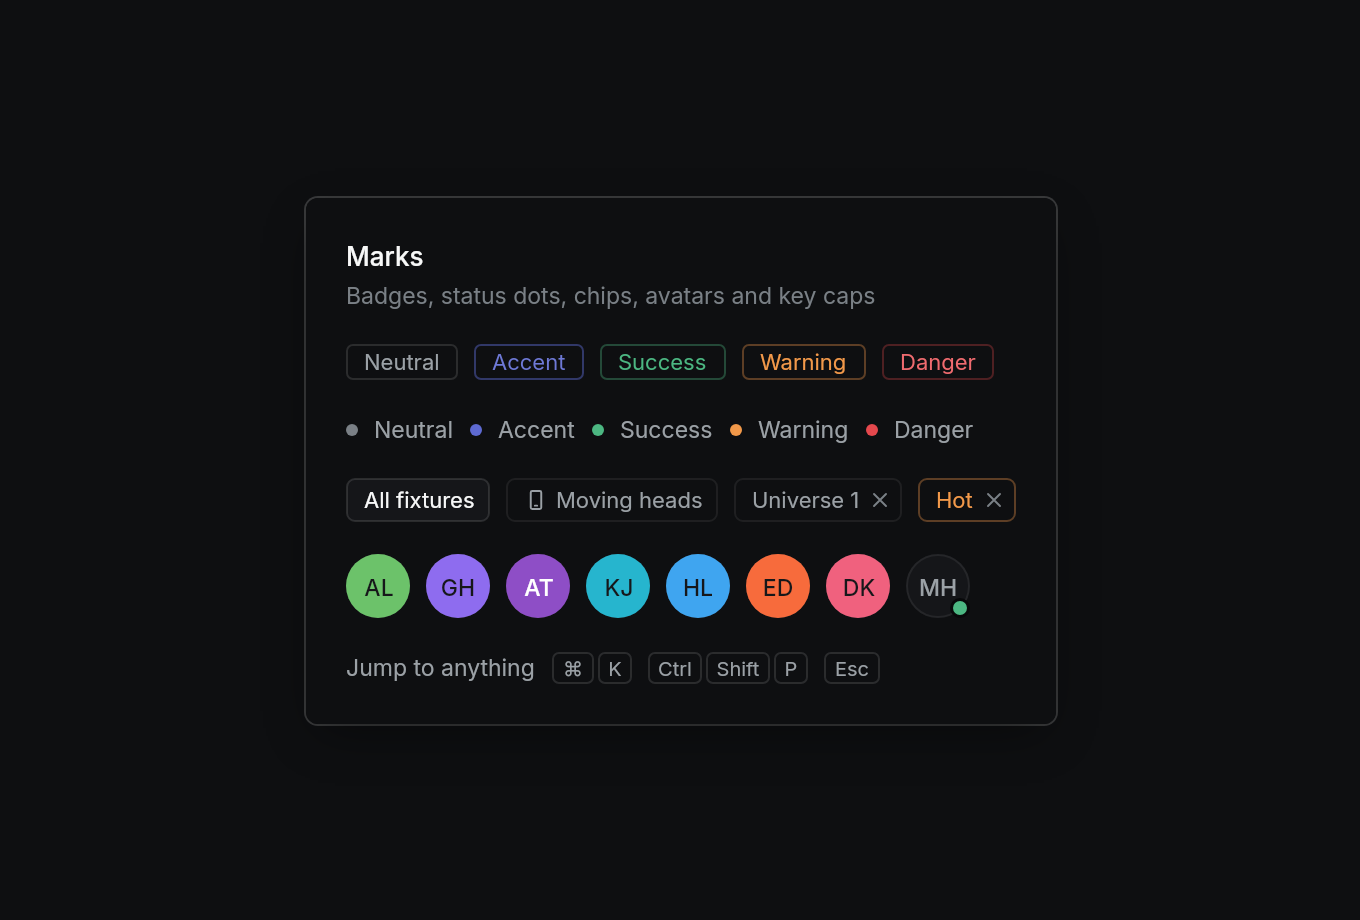 Marks
Badges, status dots, chips, avatars and key caps
Neutral Accent Success Warning Danger
Neutral Accent Success Warning Danger
All fixtures Moving heads Universe 1 Hot
AL GH AT KJ HL ED DK MH
Jump to anything ⌘ K Ctrl Shift P Esc